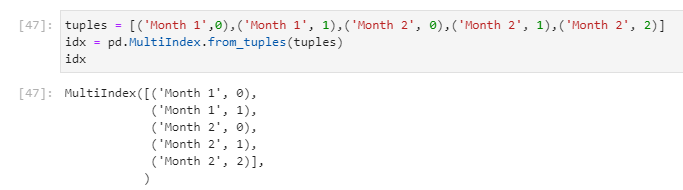 [47]: tuples = [('Month 1',0),('Month 1', 1),('Month 2', 0),('Month 2', 1),('Month 2', 2)]
idx = pd.MultiIndex.from_tuples(tuples)
idx
[47]: MultiIndex([('Month 1', 0),
('Month 1', 1),
('Month 2', 0),
('Month 2', 1),
('Month 2', 2)],
)